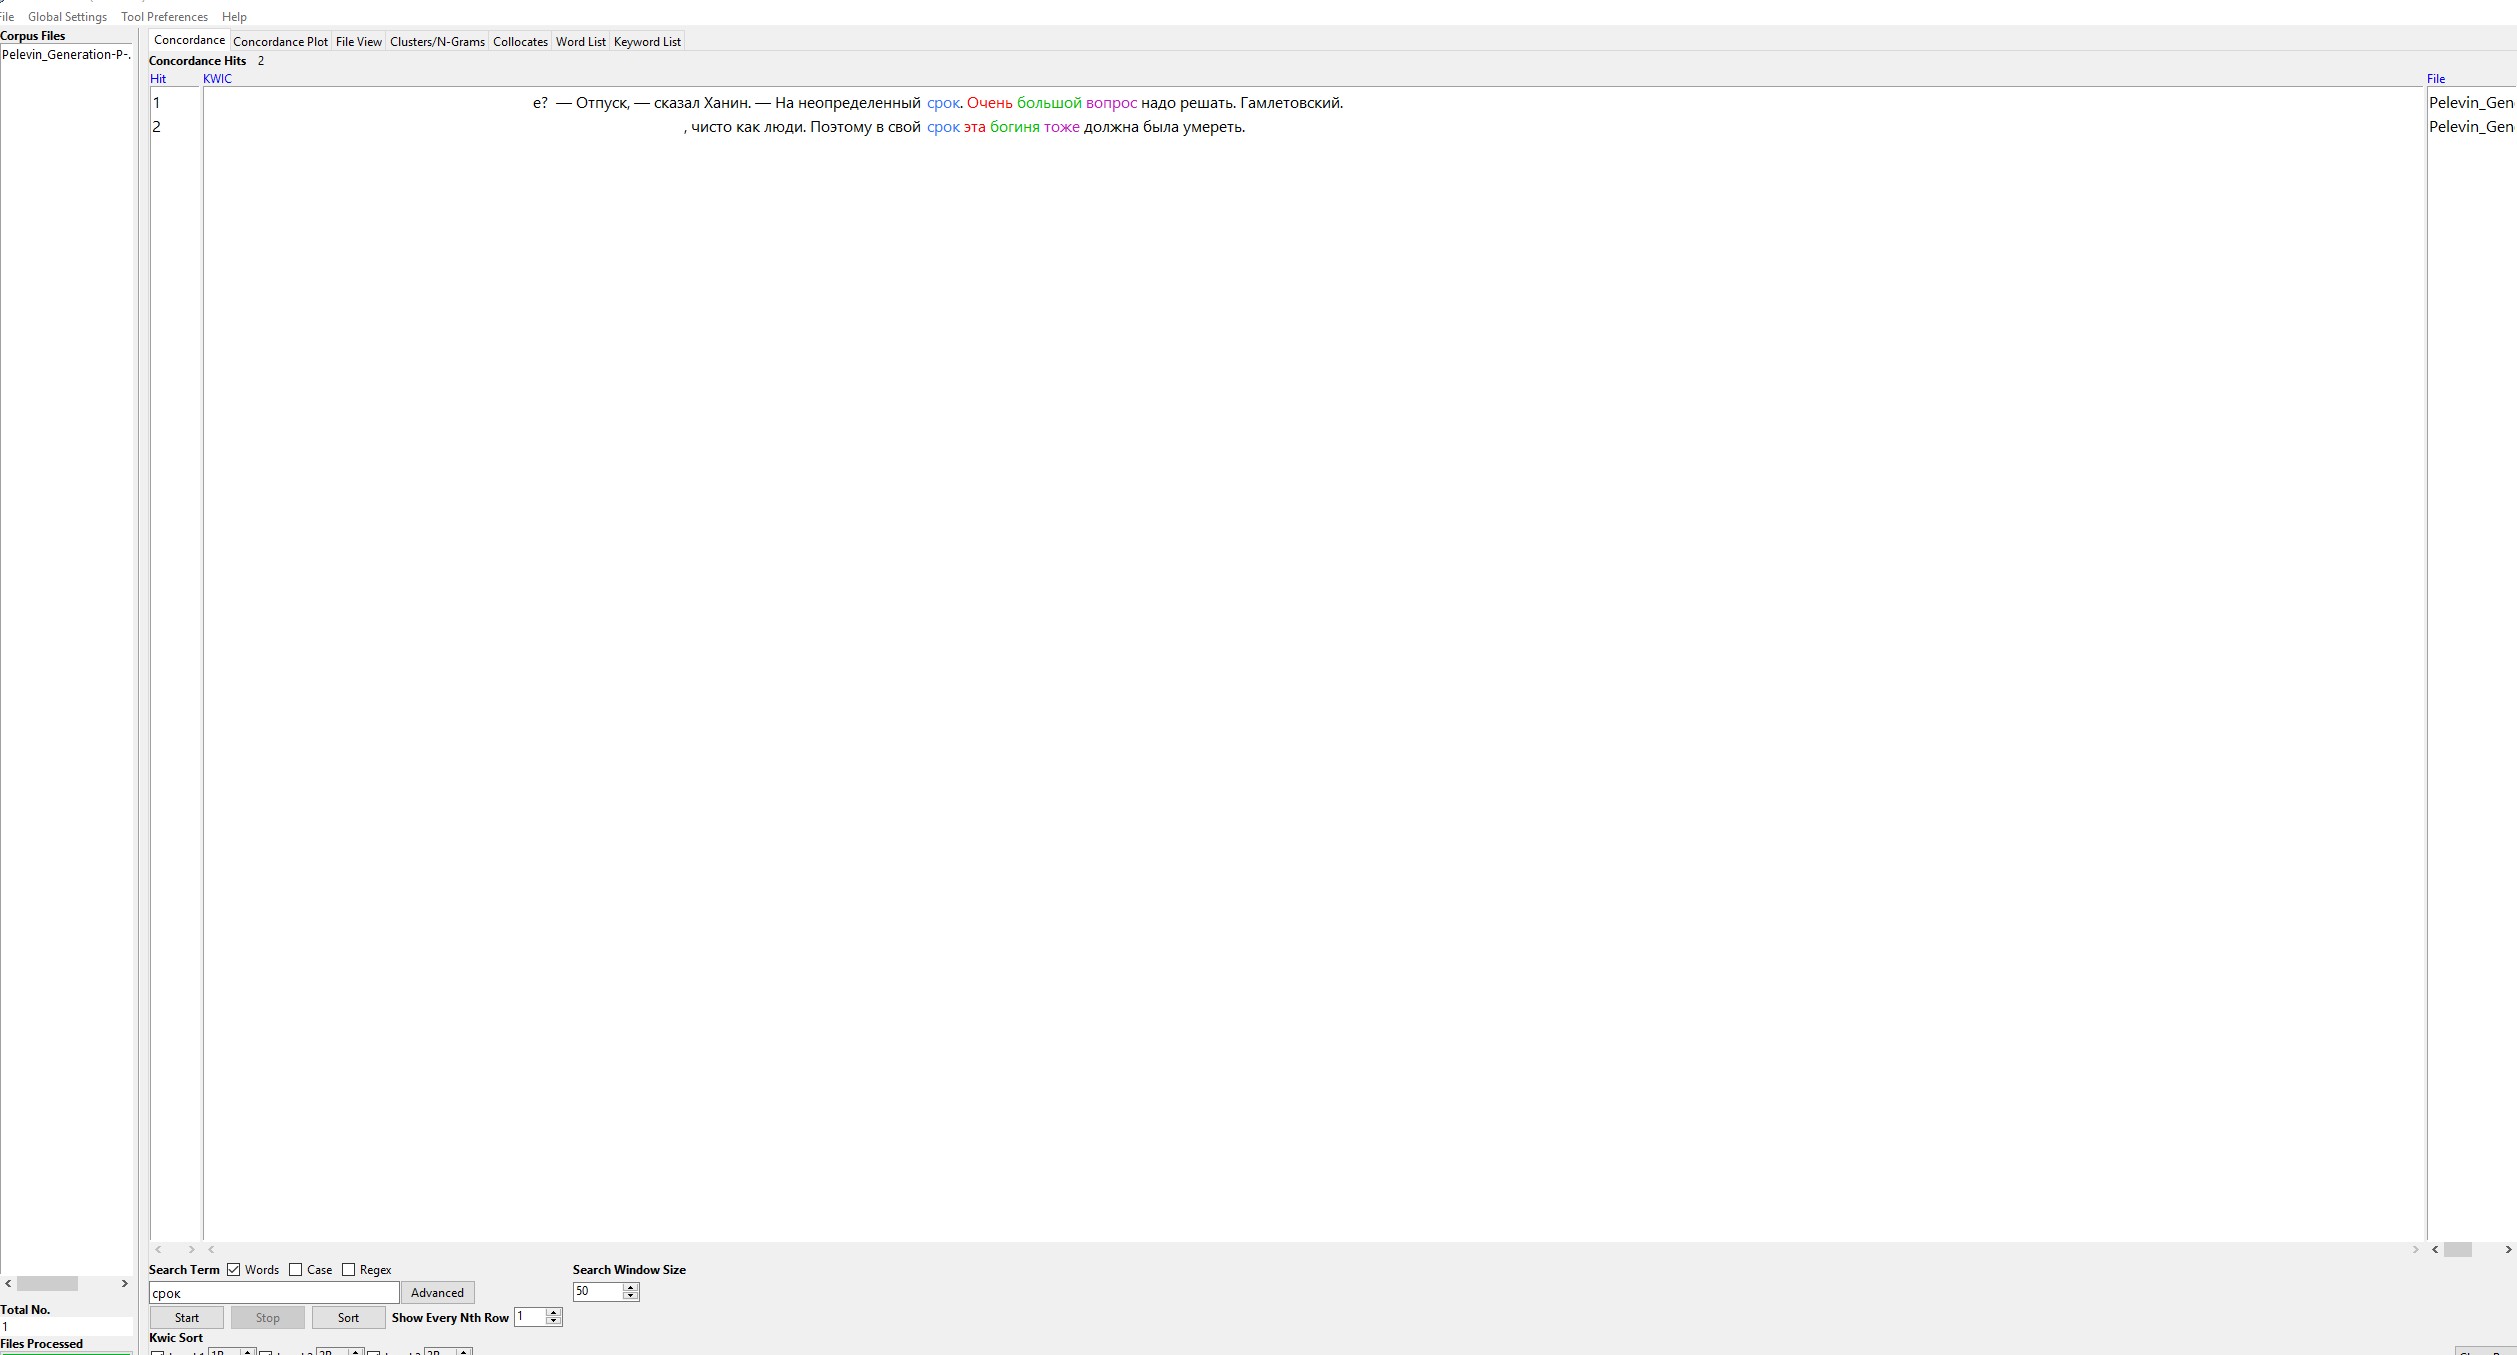 File Global Settings Tool Preferences Help
Corpus Files
Pelevin_Generation-P-.
Concordance Concordance Plot File View Clusters/N-Grams Collocates Word List Keyword List
Concordance Hits 2
Hit KWIC File
1 е? — Отпуск, — сказал Ханин. — На неопределенный срок. Очень большой вопрос надо решать. Гамлетовский. Pelevin_Gen
2 , чисто как люди. Поэтому в свой срок эта богиня тоже должна была умереть. Pelevin_Gen
Search Term Words Case Regex Search Window Size
срок Advanced 50
Start Stop Sort Show Every Nth Row 1
Kwic Sort
Total No.
1
Files Processed